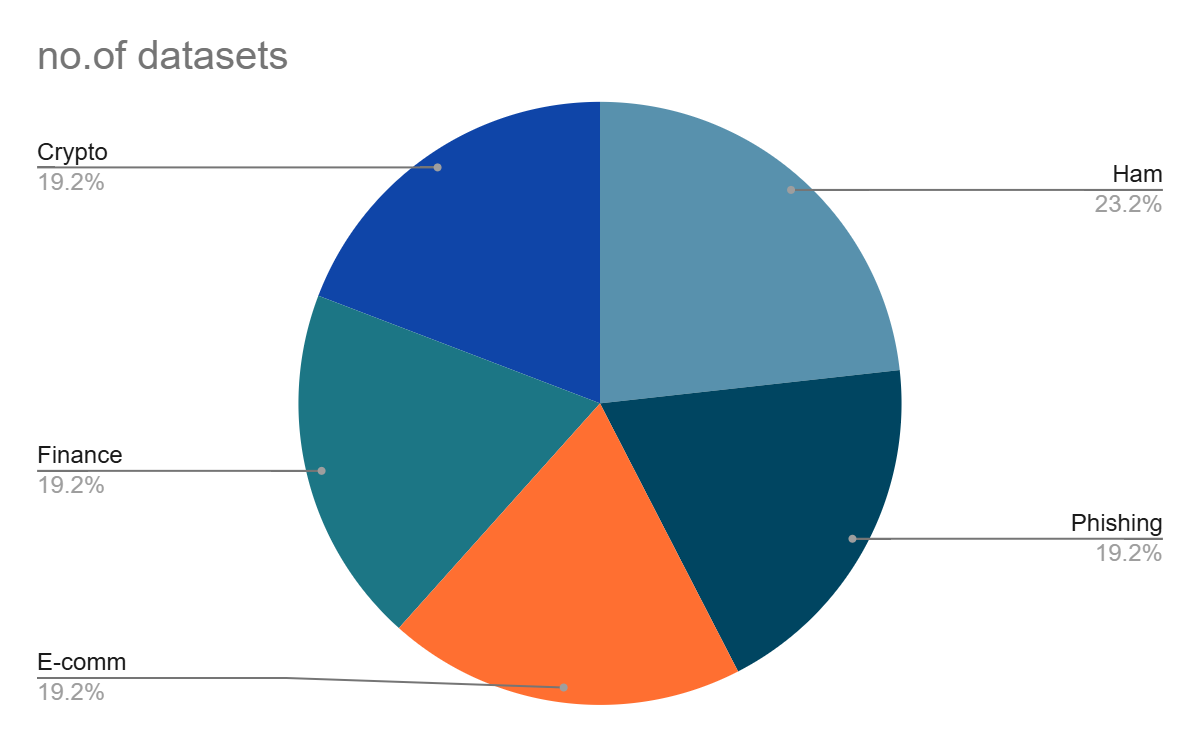 no.of datasets
Crypto
19.2%
Ham
23.2%
Finance
19.2%
Phishing
19.2%
E-comm
19.2%